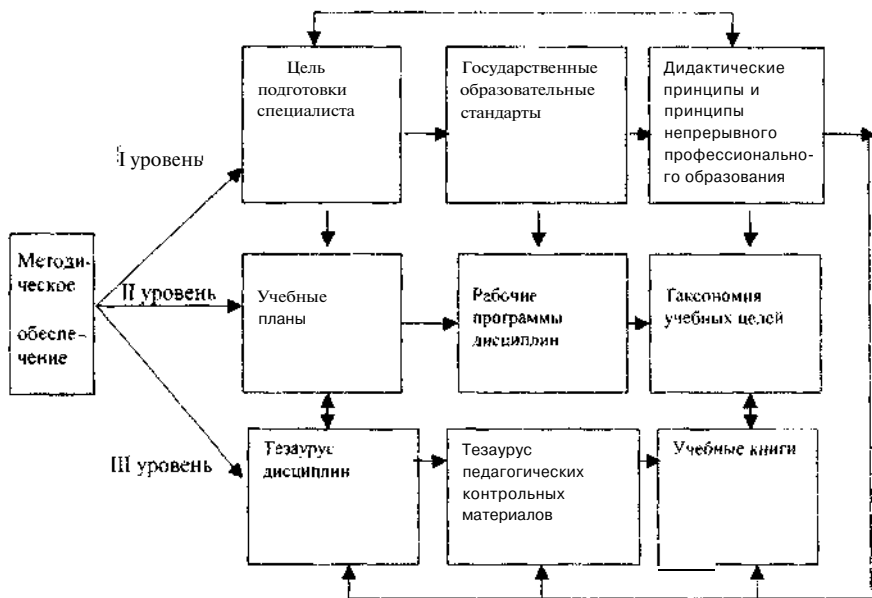 Цель
подготовки
специалиста
Государственные
образовательные
стандарты
Дидактические
принципы и
принципы
непрерывного
профессионально-
го образования
I уровень
Методи-
ческое
обеспе-
чение
II уровень
Учебные
планы
Рабочие
программы
дисциплин
Таксономия
учебных целей
III уровень
Тезаурус
дисциплин
Тезаурус
педагогических
контрольных
материалов
Учебные книги